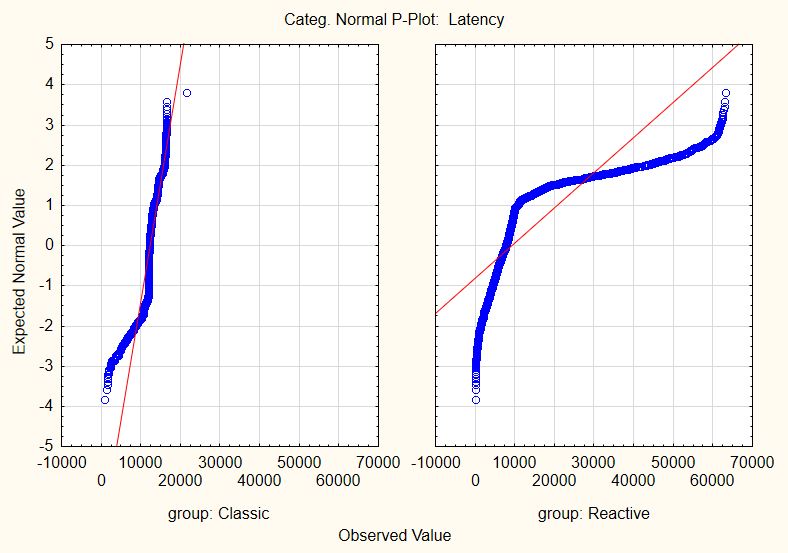 Categ. Normal P-Plot:  Latency
Expected Normal Value
5
4
3
2
1
0
-1
-2
-3
-4
-5
-10000 10000 30000 50000 70000
0 20000 40000 60000
group: Classic
-10000 10000 30000 50000 70000
0 20000 40000 60000
group: Reactive
Observed Value